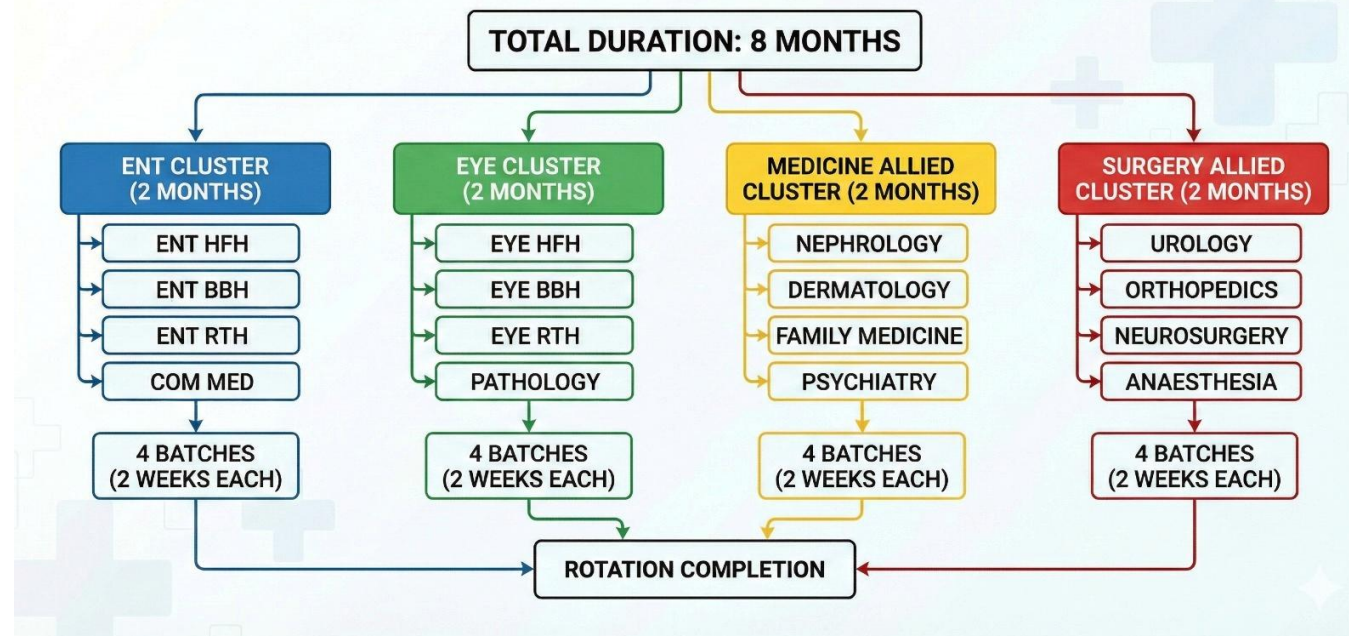 TOTAL DURATION: 8 MONTHS
ENT CLUSTER
(2 MONTHS)
ENT HFH
ENT BBH
ENT RTH
COM MED
4 BATCHES
(2 WEEKS EACH)
EYE CLUSTER
(2 MONTHS)
EYE HFH
EYE BBH
EYE RTH
PATHOLOGY
4 BATCHES
(2 WEEKS EACH)
MEDICINE ALLIED
CLUSTER (2 MONTHS)
NEPHROLOGY
DERMATOLOGY
FAMILY MEDICINE
PSYCHIATRY
4 BATCHES
(2 WEEKS EACH)
SURGERY ALLIED
CLUSTER (2 MONTHS)
UROLOGY
ORTHOPEDICS
NEUROSURGERY
ANAESTHESIA
4 BATCHES
(2 WEEKS EACH)
ROTATION COMPLETION